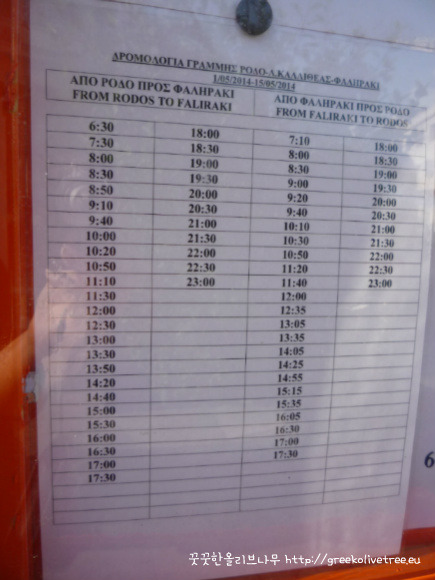 ΔΡΟΜΟΛΟΓΙΑ ΓΡΑΜΜΗΣ ΡΟΔΟ-Λ.ΚΑΛΛΙΘΕΑΣ-ΦΑΛΗΡΑΚΙ
1/05/2014-15/05/2014
ΑΠΟ ΡΟΔΟ ΠΡΟΣ ΦΑΛΗΡΑΚΙ
FROM RODOS TO FALIRAKI
ΑΠΟ ΦΑΛΗΡΑΚΙ ΠΡΟΣ ΡΟΔΟ
FROM FALIRAKI TO RODOS
6:30 18:00 7:10 18:00
7:30 18:30 8:00 18:30
8:00 19:00 8:30 19:00
8:30 19:30 9:00 19:30
8:50 20:00 9:20 20:00
9:10 20:30 9:40 20:30
9:40 21:00 10:10 21:00
10:00 21:30 10:30 21:30
10:20 22:00 10:50 22:00
10:50 22:30 11:20 22:30
11:10 23:00 11:40 23:00
11:30 12:00
12:00 12:35
12:30 13:05
13:00 13:35
13:30 14:05
13:50 14:25
14:20 14:55
14:40 15:15
15:00 15:35
15:30 16:05
16:00 16:30
16:30 17:00
17:00 17:30
17:30
6
꿋꿋한올리브나무 http://greekolivetree.eu